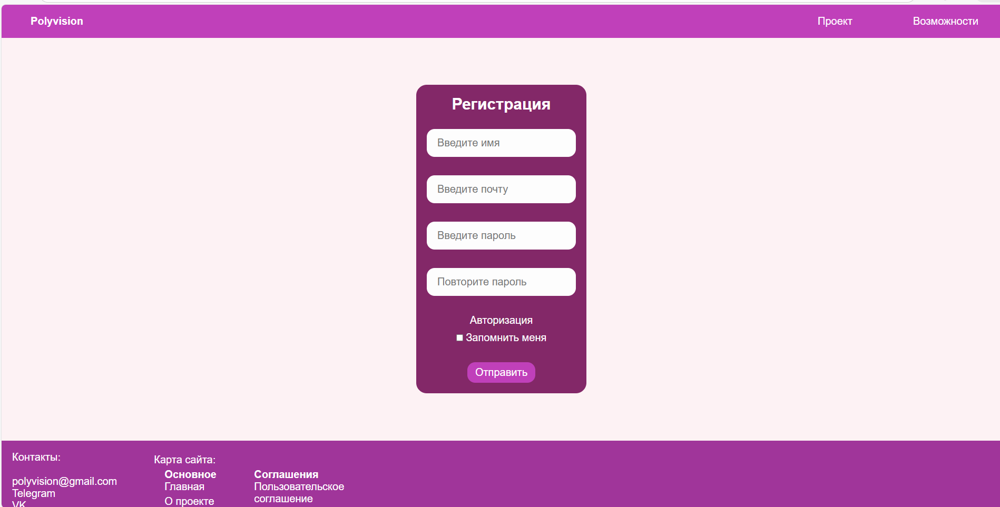 Polyvision
Проект
Возможности
Регистрация
Введите имя
Введите почту
Введите пароль
Повторите пароль
Авторизация
Запомнить меня
Отправить
Контакты:
polyvision@gmail.com
Telegram
VK
Карта сайта:
Основное
Главная
О проекте
Соглашения
Пользовательское
соглашение